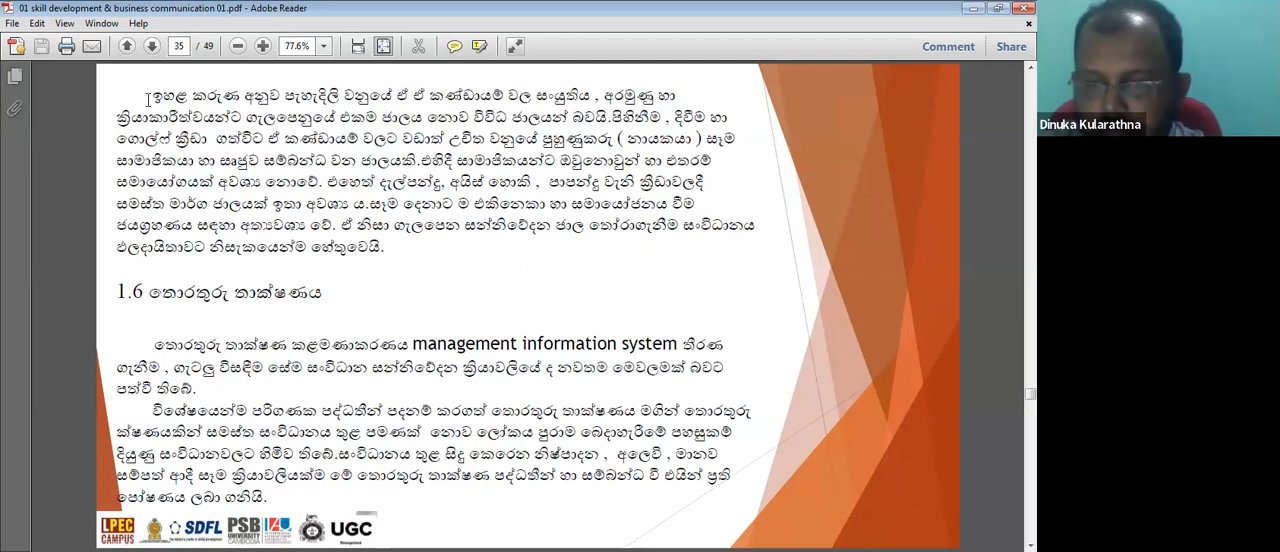 01 skill development & business communication 01.pdf - Adobe Reader
File Edit View Window Help
35 / 49 77.6% Comment Share
ඉහළ කරුණ අනුව පැහැදිලි වනුයේ ඒ ඒ කණ්ඩායම් වල සංයුතිය , අරමුණු හා
ක්‍රියාකාරීත්වයන්ට ගැලපෙනුයේ එකම ජාලය නොව විවිධ ජාලයන් බවයි.පිහිනීම , දිවීම හා
ගොල්ෆ් ක්‍රීඩා ගත්විට ඒ කණ්ඩායම් වලට වඩාත් උචිත වනුයේ පුහුණුකරු ( නායකයා ) සෑම
සාමාජිකයා හා ඍජුව සම්බන්ධ වන ජාලයකි.එහිදී සාමාජිකයන්ට ඔවුනොවුන් හා එතරම්
සමායෝගයක් අවශ්‍ය නොවේ. එහෙත් දැල්පන්දු, අයිස් හොකි , පාපන්දු වැනි ක්‍රීඩාවලදී
සමස්ත මාර්ග ජාලයක් ඉතා අවශ්‍ය ය.සෑම දෙනාට ම එකිනෙකා හා සමායෝජනය වීම
ජයග්‍රහණය සඳහා අත්‍යවශ්‍ය වේ. ඒ නිසා ගැලපෙන සන්නිවේදන ජාල තෝරාගැනීම සංවිධානය
ඵලදායිතාවට නිසැකයෙන්ම හේතුවෙයි.
1.6 තොරතුරු තාක්ෂණය
තොරතුරු තාක්ෂණ කළමණාකරණය management information system තීරණ
ගැනීම , ගැටලු විසඳීම සේම සංවිධාන සන්නිවේදන ක්‍රියාවලියේ ද නවතම මෙවලමක් බවට
පත්වී තිබේ.
විශේෂයෙන්ම පරිගණක පද්ධතීන් පදනම් කරගත් තොරතුරු තාක්ෂණය මගින් තොරතුරු
ක්ෂණයකින් සමස්ත සංවිධානය තුළ පමණක් නොව ලෝකය පුරාම බෙදාහැරීමේ පහසුකම්
දියුණු සංවිධානවලට හිමිව තිබේ.සංවිධානය තුළ සිදු කෙරෙන නිෂ්පාදන , අලෙවි , මානව
සම්පත් ආදී සෑම ක්‍රියාවලියක්ම මේ තොරතුරු තාක්ෂණ පද්ධතීන් හා සම්බන්ධ වී එයින් ප්‍රති
පෝෂණය ලබා ගනියි.
LPEC CAMPUS SDFL PSB UNIVERSITY CAMBODIA IAU UGC
Dinuka Kularathna